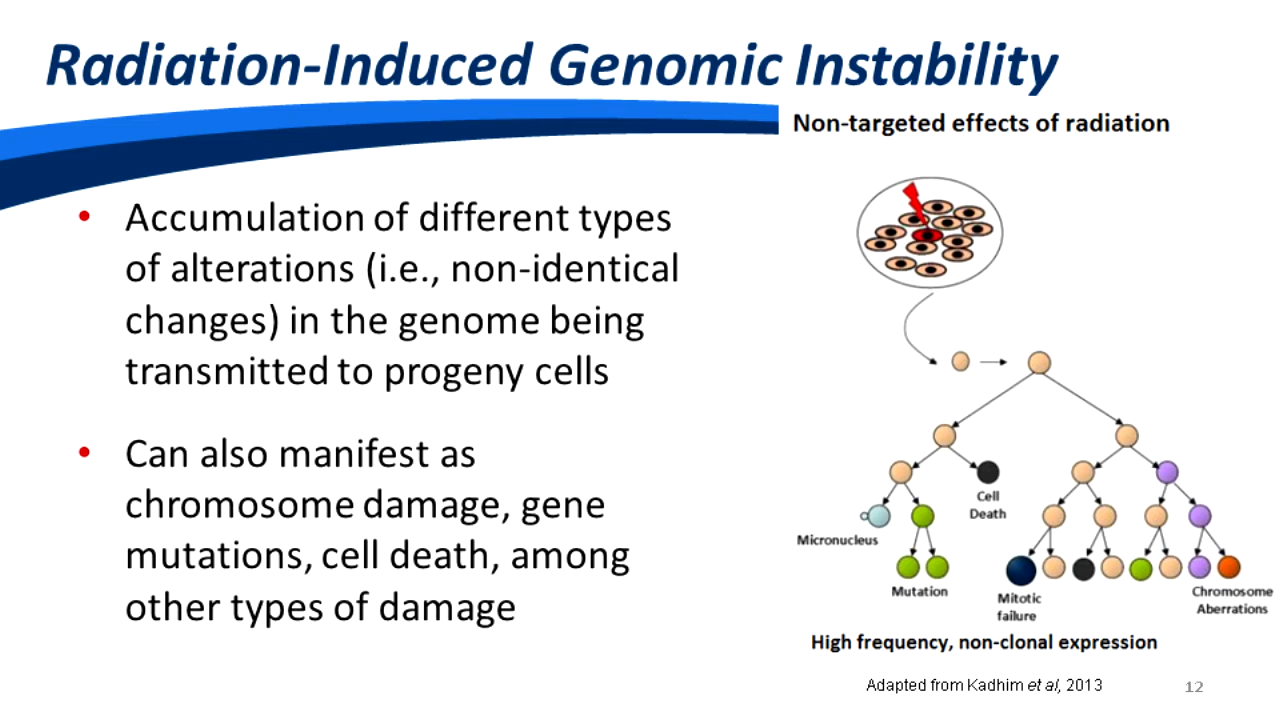 Radiation-Induced Genomic Instability
Non-targeted effects of radiation
• Accumulation of different types
of alterations (i.e., non-identical
changes) in the genome being
transmitted to progeny cells
• Can also manifest as
chromosome damage, gene
mutations, cell death, among
other types of damage
Cell
Death
Micronucleus
Mutation
Mitotic
failure
Chromosome
Aberrations
High frequency, non-clonal expression
Adapted from Kadhim et al, 2013
12